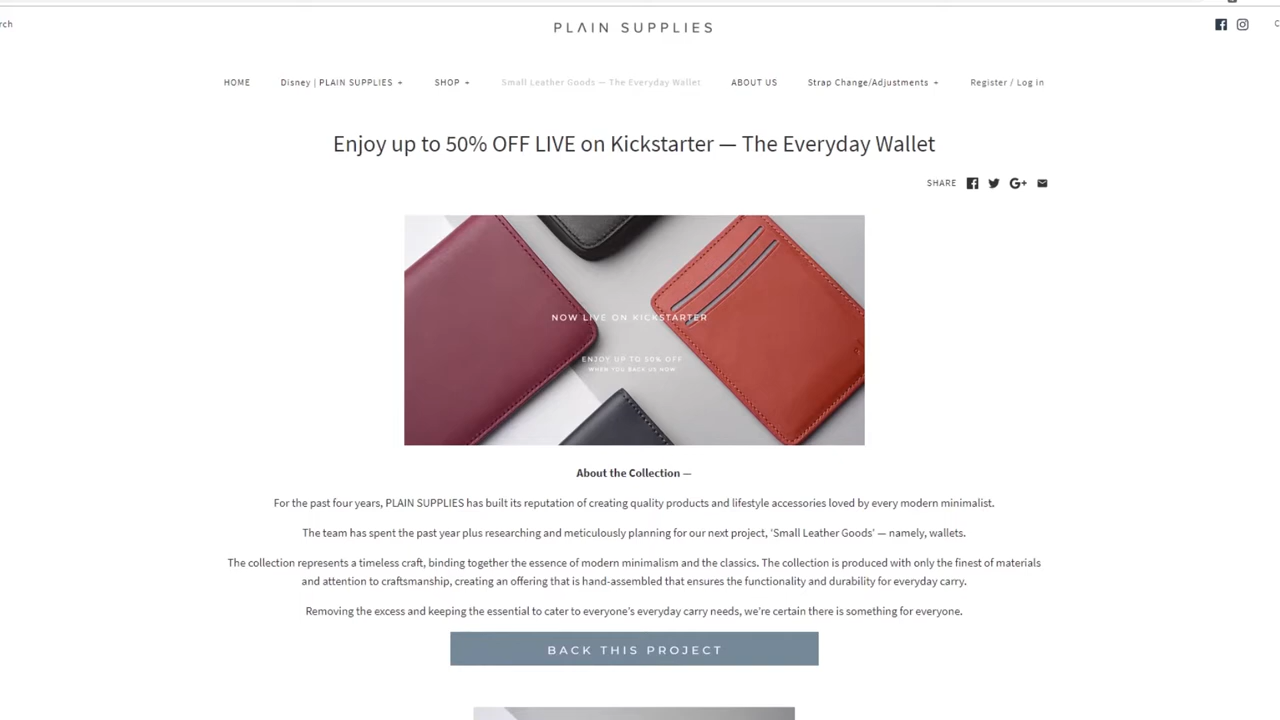 rch
PLAIN SUPPLIES
C
HOME
Disney | PLAIN SUPPLIES +
SHOP +
Small Leather Goods — The Everyday Wallet
ABOUT US
Strap Change/Adjustments +
Register / Log in
Enjoy up to 50% OFF LIVE on Kickstarter — The Everyday Wallet
SHARE
NOW LIVE ON KICKSTARTER
ENJOY UP TO 50% OFF
WHEN YOU BACK US NOW
About the Collection —
For the past four years, PLAIN SUPPLIES has built its reputation of creating quality products and lifestyle accessories loved by every modern minimalist.
The team has spent the past year plus researching and meticulously planning for our next project, ‘Small Leather Goods’ — namely, wallets.
The collection represents a timeless craft, binding together the essence of modern minimalism and the classics. The collection is produced with only the finest of materials
and attention to craftsmanship, creating an offering that is hand-assembled that ensures the functionality and durability for everyday carry.
Removing the excess and keeping the essential to cater to everyone’s everyday carry needs, we’re certain there is something for everyone.
BACK THIS PROJECT